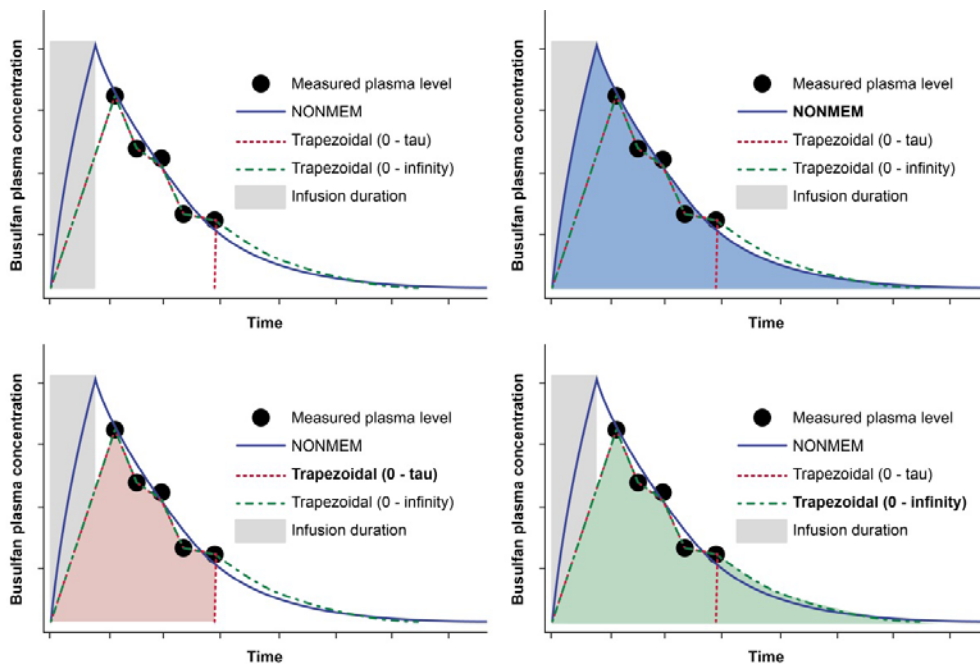 Busulfan plasma concentration
Measured plasma level
NONMEM
Trapezoidal (0 - tau)
Trapezoidal (0 - infinity)
Infusion duration
Time
Busulfan plasma concentration
Measured plasma level
NONMEM
Trapezoidal (0 - tau)
Trapezoidal (0 - infinity)
Infusion duration
Time
Busulfan plasma concentration
Measured plasma level
NONMEM
Trapezoidal (0 - tau)
Trapezoidal (0 - infinity)
Infusion duration
Time
Busulfan plasma concentration
Measured plasma level
NONMEM
Trapezoidal (0 - tau)
Trapezoidal (0 - infinity)
Infusion duration
Time